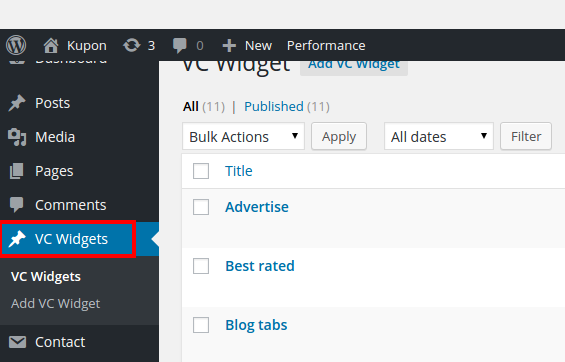 Kupon 3 0 + New Performance
Dashboard
Posts
Media
Pages
Comments
VC Widgets
VC Widgets
Add VC Widget
Contact
VC Widget Add VC Widget
All (11) | Published (11)
Bulk Actions Apply All dates Filter
Title
Advertise
Best rated
Blog tabs